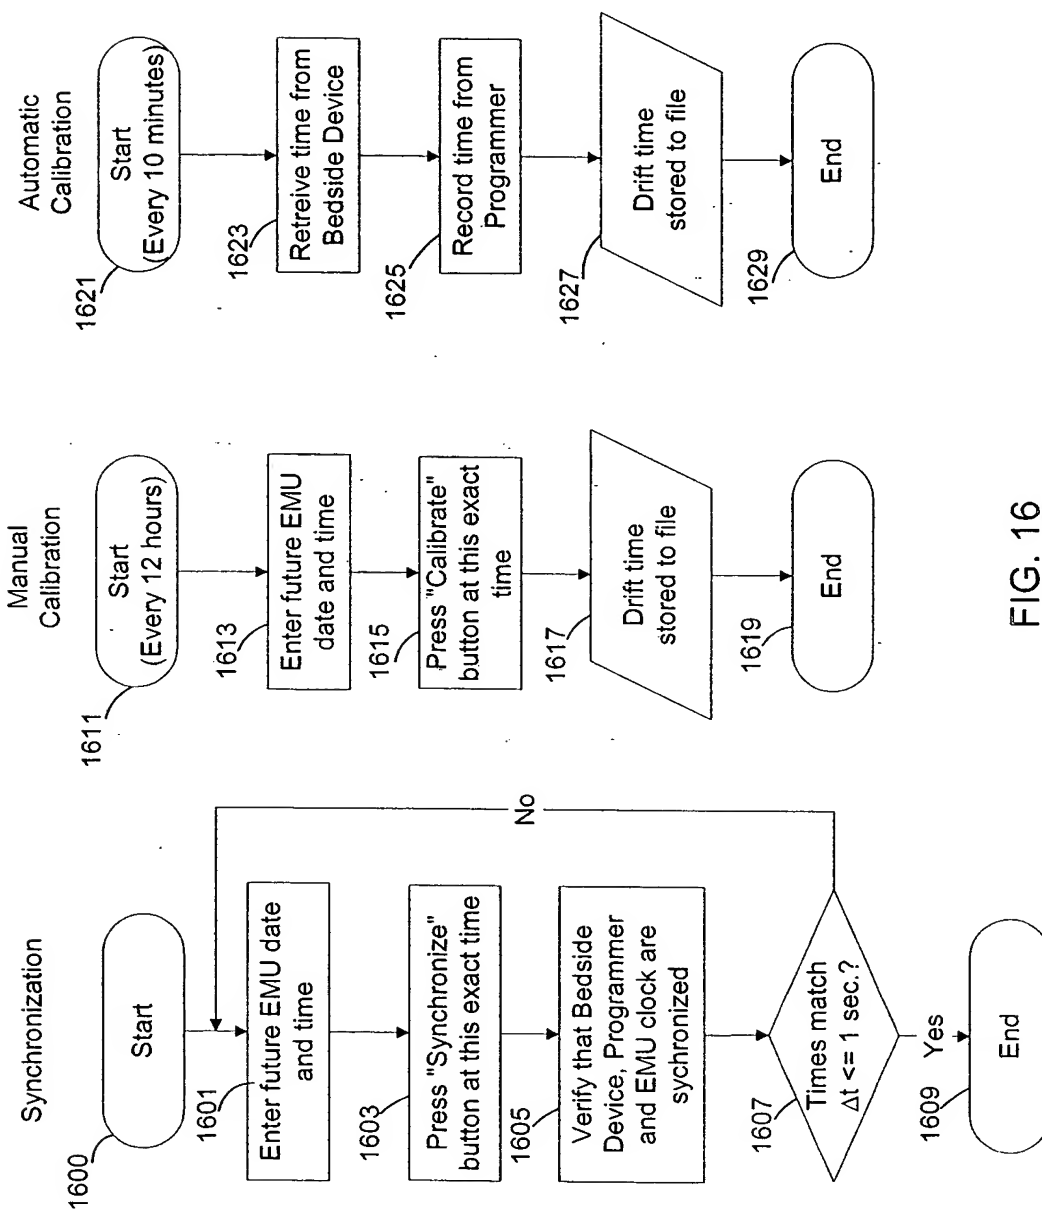 Synchronization
1600
Start
1601
Enter future EMU date
and time
1603
Press "Synchronize"
button at this exact time
1605
Verify that Bedside
Device, Programmer
and EMU clock are
sychronized
1607
Times match
Δt <= 1 sec.?
No
Yes
1609
End
Manual
Calibration
1611
Start
(Every 12 hours)
1613
Enter future EMU
date and time
1615
Press "Calibrate"
button at this exact
time
1617
Drift time
stored to file
1619
End
Automatic
Calibration
1621
Start
(Every 10 minutes)
1623
Retreive time from
Bedside Device
1625
Record time from
Programmer
1627
Drift time
stored to file
1629
End
FIG. 16